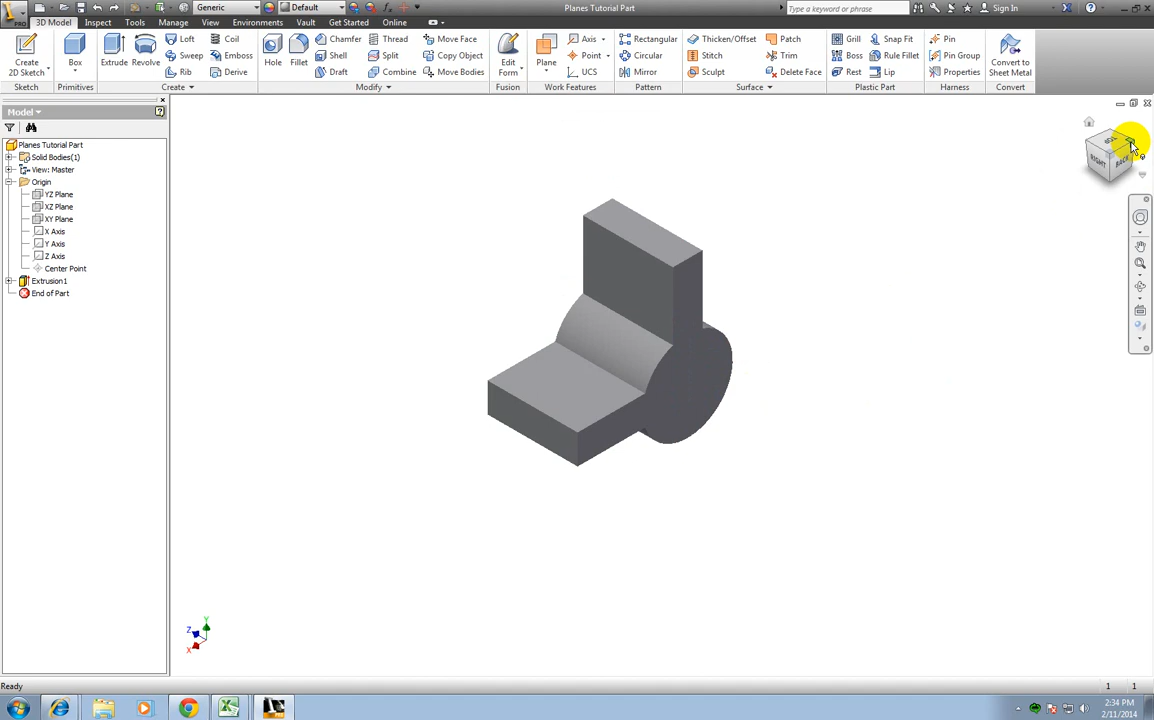 PRO
Generic
Default
Planes Tutorial Part
Type a keyword or phrase
Sign In
3D Model
Inspect
Tools
Manage
View
Environments
Vault
Get Started
Online
Create
2D Sketch
Box
Extrude
Revolve
Loft
Sweep
Rib
Coil
Emboss
Derive
Hole
Fillet
Chamfer
Shell
Draft
Thread
Split
Combine
Move Face
Copy Object
Move Bodies
Edit
Form
Plane
Axis
Point
UCS
Rectangular
Circular
Mirror
Thicken/Offset
Stitch
Sculpt
Patch
Trim
Delete Face
Grill
Boss
Rest
Snap Fit
Rule Fillet
Lip
Pin
Pin Group
Properties
Convert to
Sheet Metal
Sketch
Primitives
Create
Modify
Fusion
Work Features
Pattern
Surface
Plastic Part
Harness
Convert
Model
Planes Tutorial Part
Solid Bodies(1)
View: Master
Origin
YZ Plane
XZ Plane
XY Plane
X Axis
Y Axis
Z Axis
Center Point
Extrusion1
End of Part
TOP
RIGHT
BACK
Y
Z
X
Ready
1
1
2:34 PM
2/11/2014